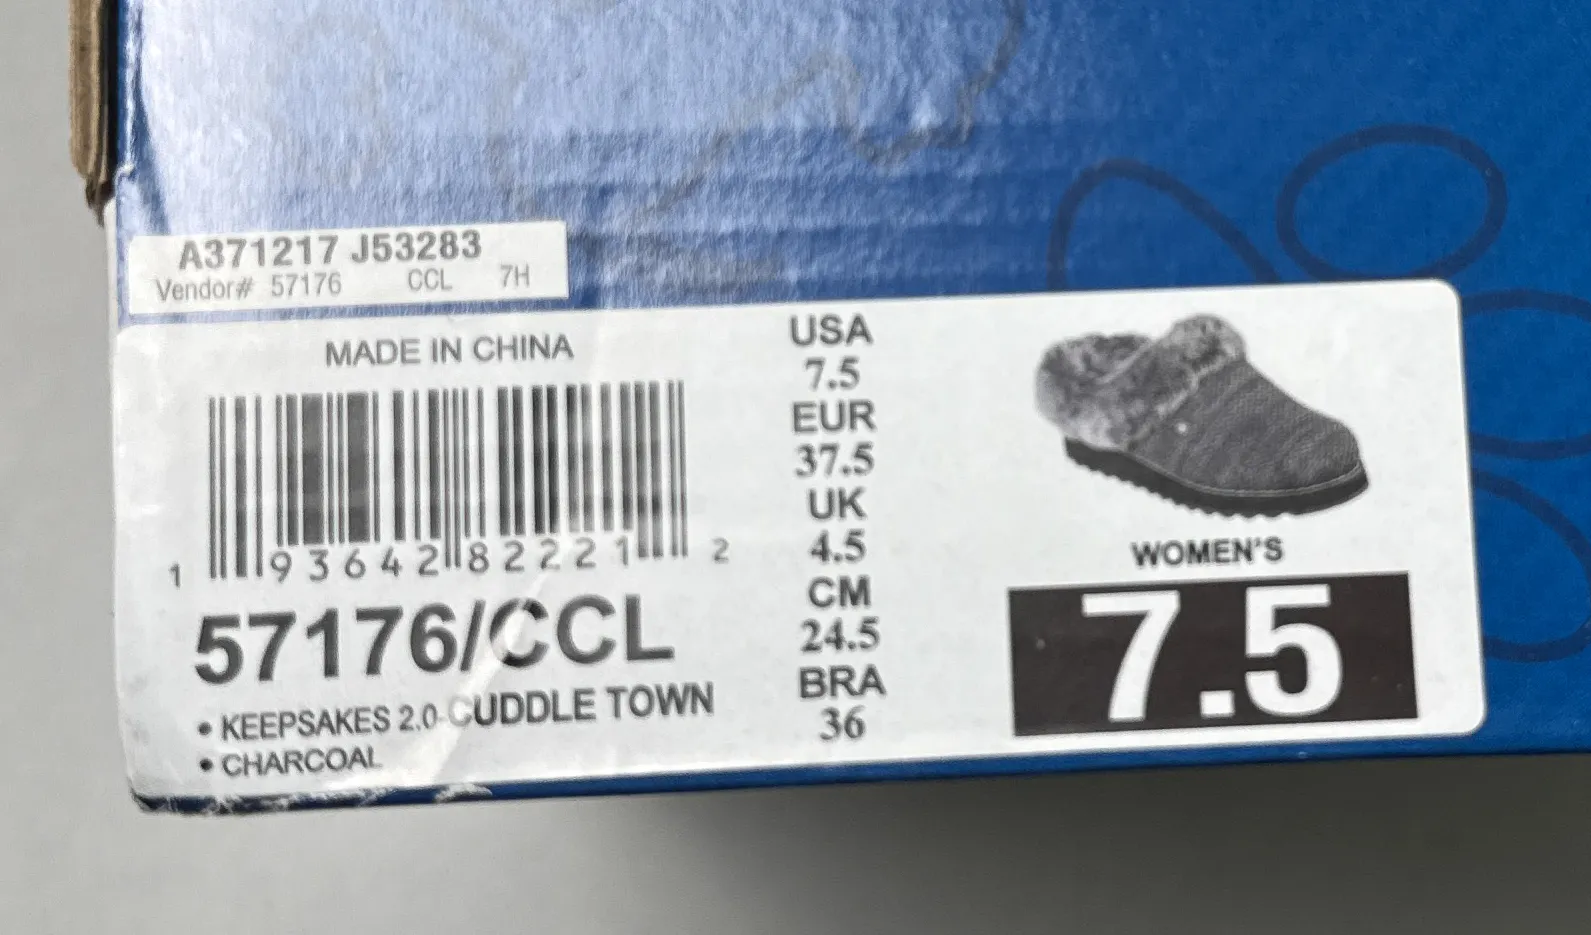 A371217 J53283
Vendor# 57176 CCL 7H
MADE IN CHINA
1 93642 82221 2
57176/CCL
• KEEPSAKES 2.0-CUDDLE TOWN
• CHARCOAL
USA
7.5
EUR
37.5
UK
4.5
CM
24.5
BRA
36
WOMEN'S
7.5